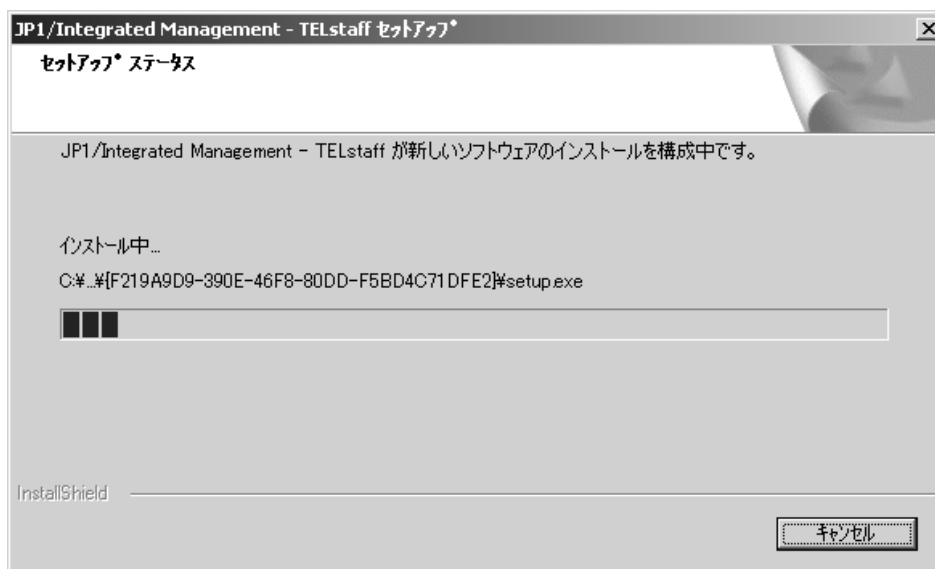 JP1/Integrated Management - TELstaff ｾｯﾄｱｯﾌﾟ
ｾｯﾄｱｯﾌﾟ ｽﾃｰﾀｽ
JP1/Integrated Management - TELstaff が新しいソフトウェアのインストールを構成中です。
インストール中...
C:¥...¥{F219A9D9-390E-46F8-80DD-F5BD4C71DFE2}¥setup.exe
InstallShield
ｷｬﾝｾﾙ